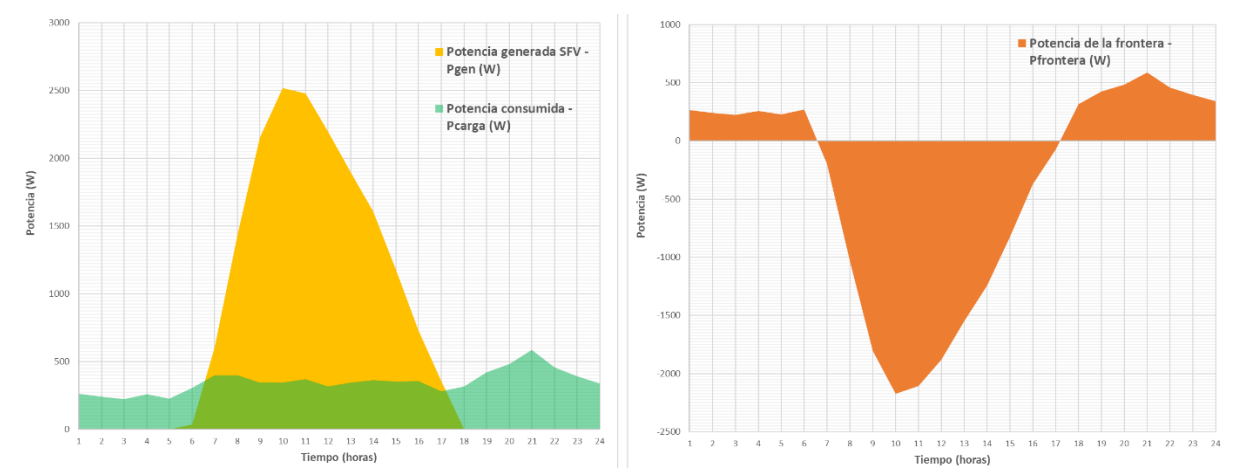 3000
2500
2000
1500
1000
500
0
Potencia (W)
Potencia generada SFV -
Pgen (W)
Potencia consumida -
Pcarga (W)
1 2 3 4 5 6 7 8 9 10 11 12 13 14 15 16 17 18 19 20 21 22 23 24
Tiempo (horas)
1000
500
0
500
-1000
-1500
-2000
-2500
Potencia (W)
Potencia de la frontera -
Pfrontera (W)
1 2 3 4 5 6 7 8 9 10 11 12 13 14 15 16 17 18 19 20 21 22 23 24
Tiempo (horas)